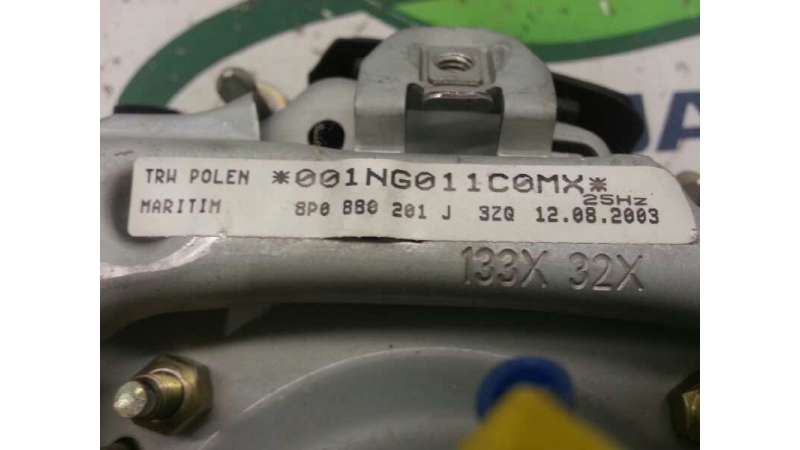 TRW POLEN *001NG011C0MX*
25Hz
MARITIM 8P0 880 201 J 3ZQ 12.08.2003
133X 32X